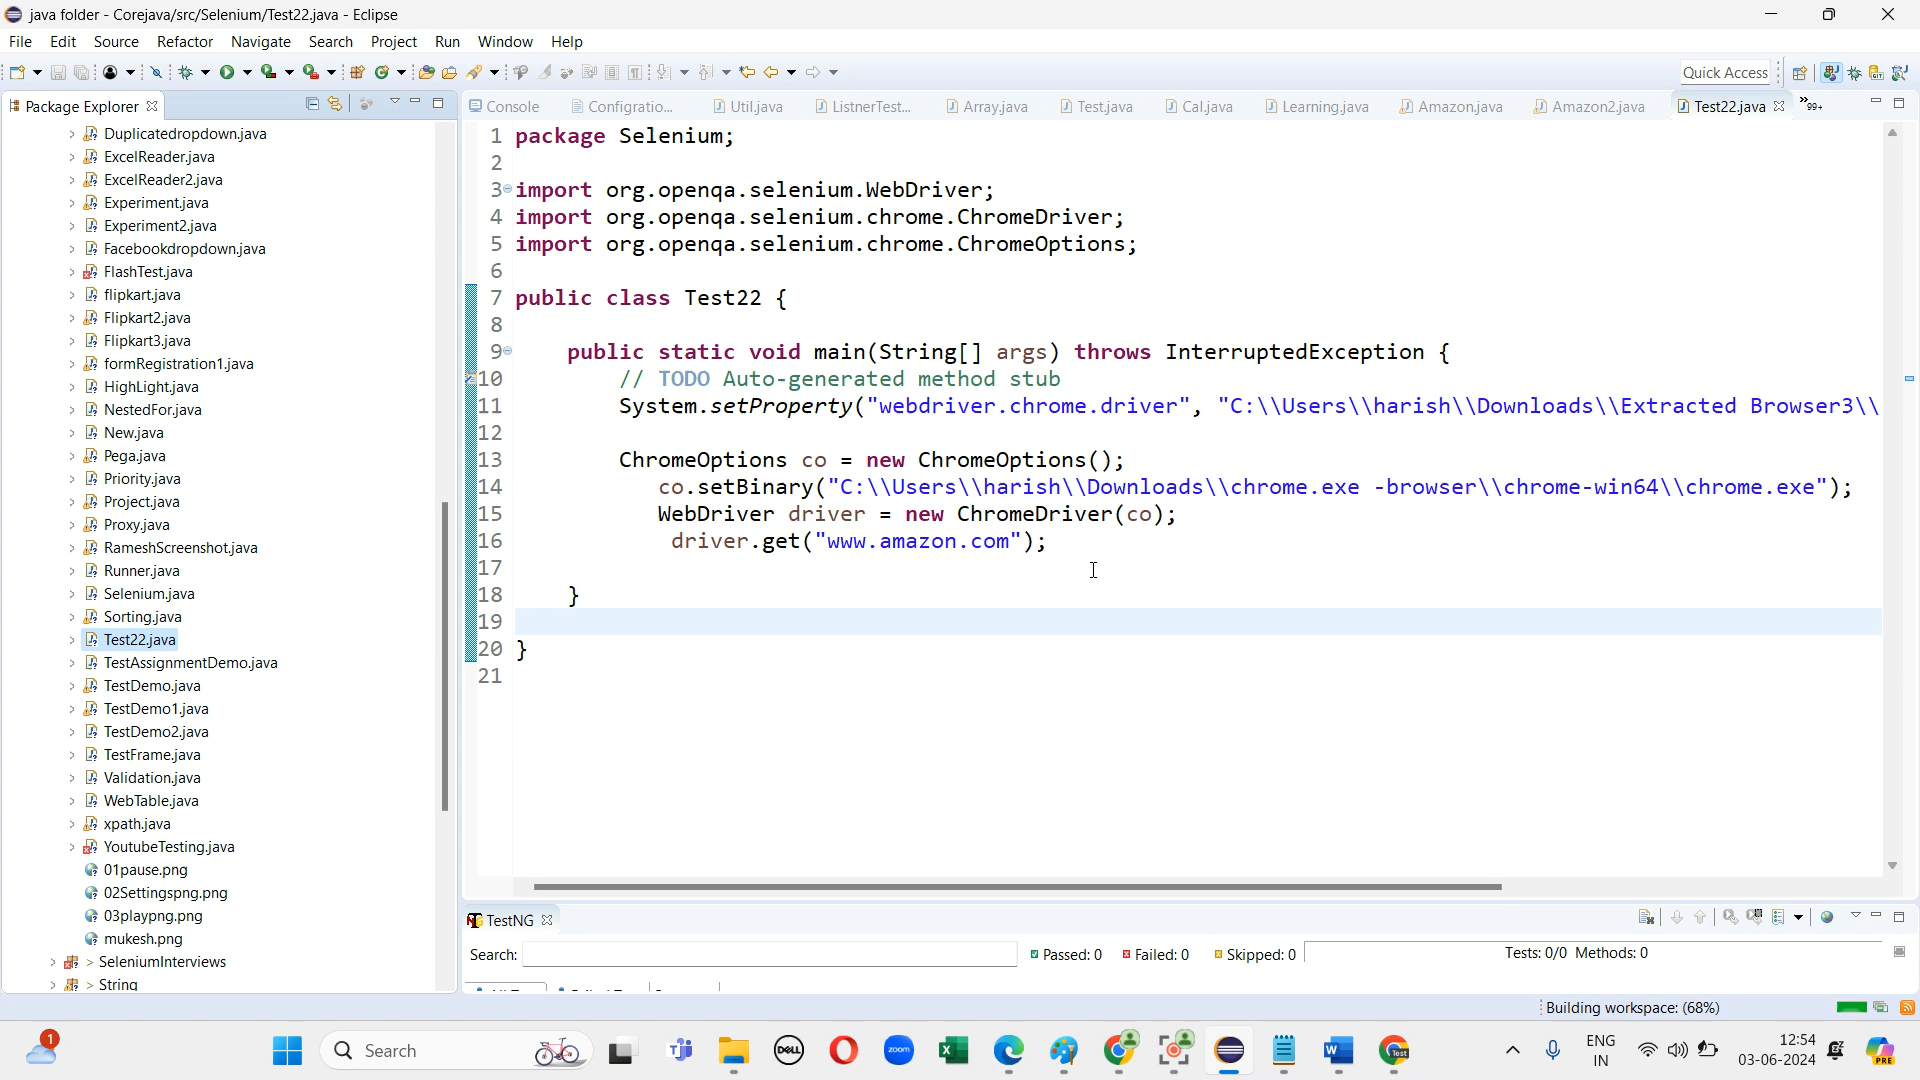 java folder - Corejava/src/Selenium/Test22.java - Eclipse
File Edit Source Refactor Navigate Search Project Run Window Help
Quick Access
Package Explorer
Console Configratio... Util.java ListnerTest... Array.java Test.java Cal.java Learning.java Amazon.java Amazon2.java Test22.java »99+
Duplicatedropdown.java
ExcelReader.java
ExcelReader2.java
Experiment.java
Experiment2.java
Facebookdropdown.java
FlashTest.java
flipkart.java
Flipkart2.java
Flipkart3.java
formRegistration1.java
HighLight.java
NestedFor.java
New.java
Pega.java
Priority.java
Project.java
Proxy.java
RameshScreenshot.java
Runner.java
Selenium.java
Sorting.java
Test22.java
TestAssignmentDemo.java
TestDemo.java
TestDemo1.java
TestDemo2.java
TestFrame.java
Validation.java
WebTable.java
xpath.java
YoutubeTesting.java
01pause.png
02Settingspng.png
03playpng.png
mukesh.png
> SeleniumInterviews
> String
1 package Selenium;
2
3 import org.openqa.selenium.WebDriver;
4 import org.openqa.selenium.chrome.ChromeDriver;
5 import org.openqa.selenium.chrome.ChromeOptions;
6
7 public class Test22 {
8
9 public static void main(String[] args) throws InterruptedException {
10 // TODO Auto-generated method stub
11 System.setProperty("webdriver.chrome.driver", "C:\\Users\\harish\\Downloads\\Extracted Browser3\\
12
13 ChromeOptions co = new ChromeOptions();
14 co.setBinary("C:\\Users\\harish\\Downloads\\chrome.exe -browser\\chrome-win64\\chrome.exe");
15 WebDriver driver = new ChromeDriver(co);
16 driver.get("www.amazon.com");
17
18 }
19
20 }
21
TestNG
Search: Passed: 0 Failed: 0 Skipped: 0 Tests: 0/0 Methods: 0
Building workspace: (68%)
1
Search
DELL
zoom
Test
ENG
IN
12:54
03-06-2024
PRE